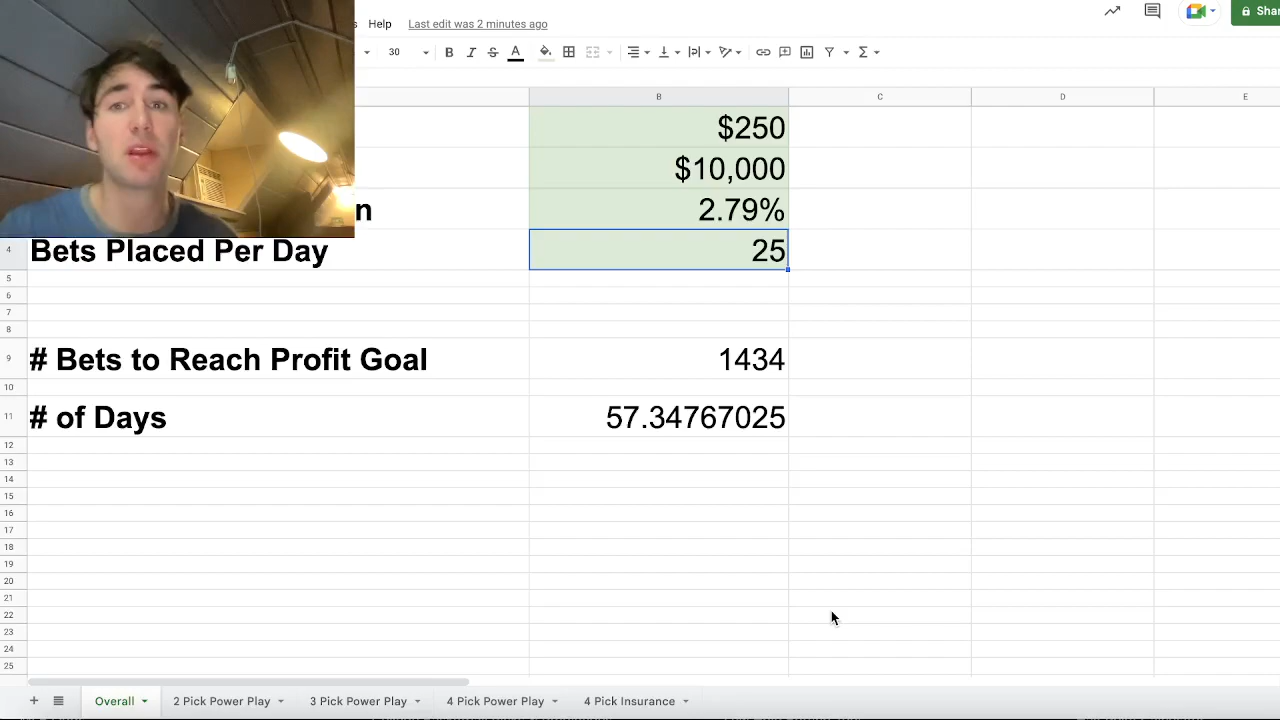 Help Last edit was 2 minutes ago
Shar
30 B I S A
B C D E
$250
$10,000
n 2.79%
4 Bets Placed Per Day 25
5
6
7
8
9 # Bets to Reach Profit Goal 1434
10
11 # of Days 57.34767025
12
13
14
15
16
17
18
19
20
21
22
23
24
25
+ Overall 2 Pick Power Play 3 Pick Power Play 4 Pick Power Play 4 Pick Insurance